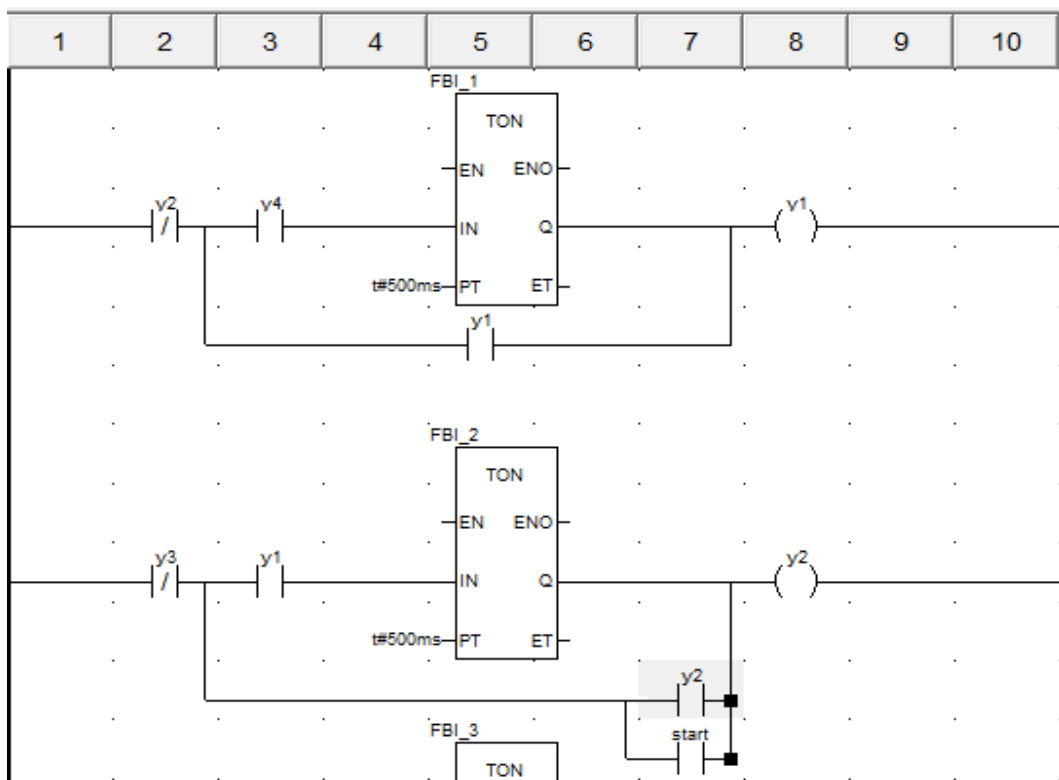 1 2 3 4 5 6 7 8 9 10
FBI_1
TON
EN ENO
y2 y4 y1
/
IN Q
t#500ms PT ET
y1
FBI_2
TON
EN ENO
y3 y1 y2
/
IN Q
t#500ms PT ET
y2
start
FBI_3
TON